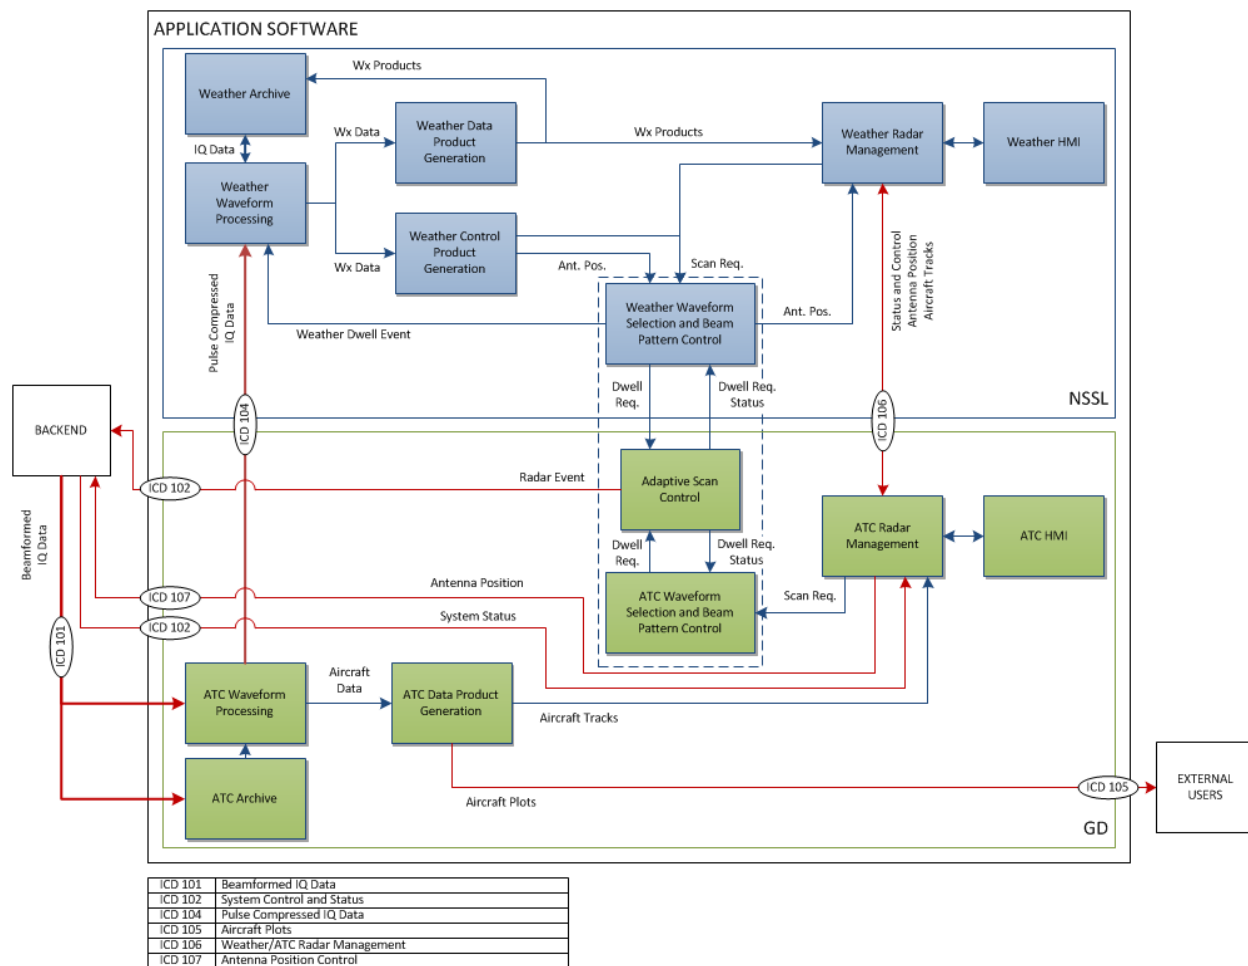 APPLICATION SOFTWARE
Wx Products
Weather Archive
IQ Data
Wx Data
Weather Data
Product
Generation
Wx Products
Weather Radar
Management
Weather HMI
Weather
Waveform
Processing
Wx Data
Weather Control
Product
Generation
Ant. Pos.
Scan Req.
Pulse Compressed
IQ Data
Weather Dwell Event
Weather Waveform
Selection and Beam
Pattern Control
Ant. Pos.
Status and Control
Antenna Position
Aircraft Tracks
Dwell
Req.
Dwell Req.
Status
NSSL
BACKEND
ICD 104
ICD 106
ICD 102
Radar Event
Adaptive Scan
Control
Beamformed
IQ Data
Dwell
Req.
Dwell Req.
Status
ATC Radar
Management
ATC HMI
ICD 107
Antenna Position
ICD 102
System Status
ATC Waveform
Selection and Beam
Pattern Control
Scan Req.
ICD 101
ATC Waveform
Processing
Aircraft
Data
ATC Data Product
Generation
Aircraft Tracks
ATC Archive
Aircraft Plots
ICD 105
EXTERNAL
USERS
GD
ICD 101 Beamformed IQ Data
ICD 102 System Control and Status
ICD 104 Pulse Compressed IQ Data
ICD 105 Aircraft Plots
ICD 106 Weather/ATC Radar Management
ICD 107 Antenna Position Control